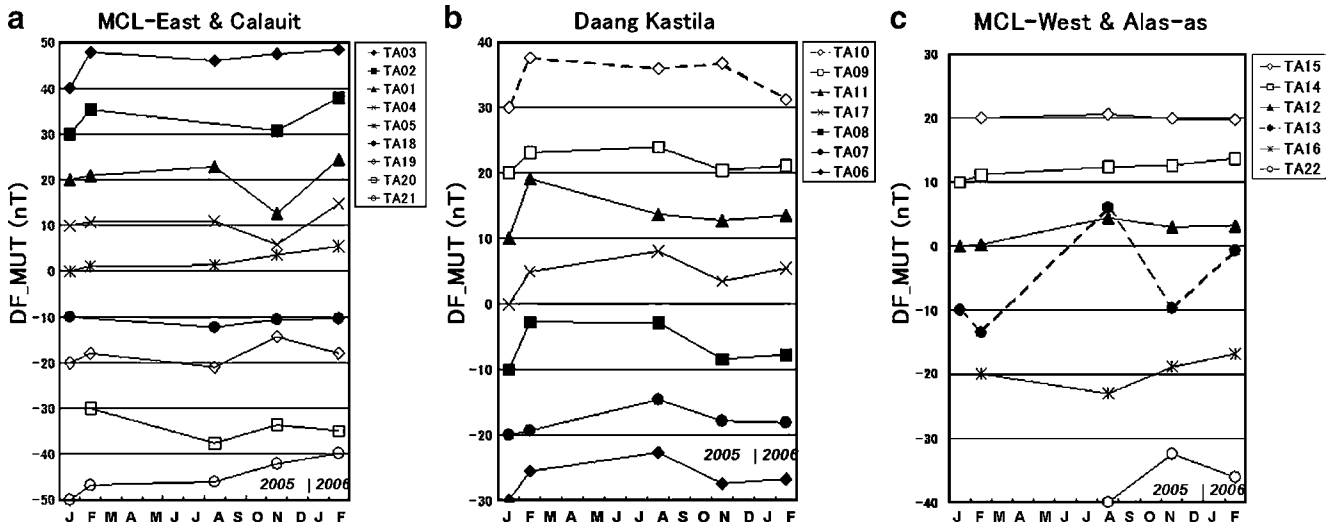 a MCL-East & Calauit
50
40
30
20
10
0
-10
-20
-30
-40
-50
DF_MUT (nT)
TA03
TA02
TA01
TA04
TA05
TA18
TA19
TA20
TA21
2005 | 2006
J F M A M J J A S O N D J F
b Daang Kastila
40
30
20
10
0
-10
-20
-30
DF_MUT (nT)
TA10
TA09
TA11
TA17
TA08
TA07
TA06
2005 | 2006
J F M A M J J A S O N D J F
c MCL-West & Alas-as
30
20
10
0
-10
-20
-30
-40
DF_MUT (nT)
TA15
TA14
TA12
TA13
TA16
TA22
2005 | 2006
J F M A M J J A S O N D J F